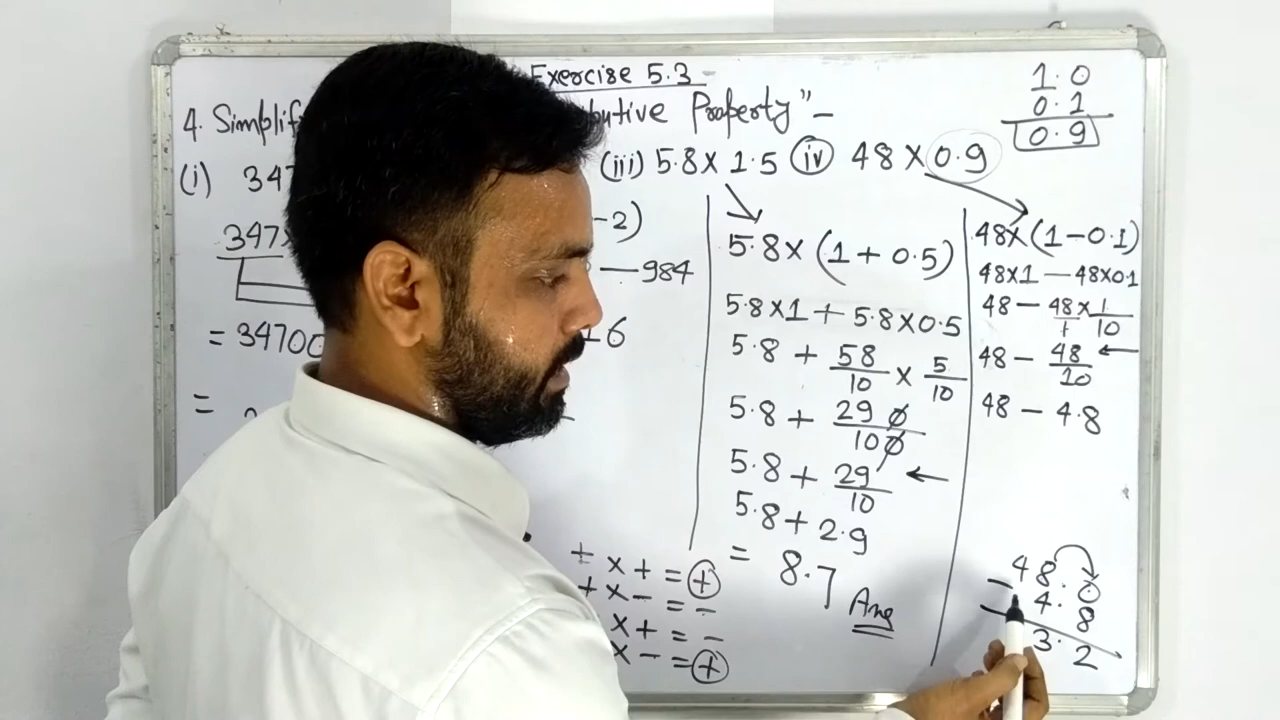 Exercise 5.3
4. Simplif
Property"
(i) 347
347
= 34700
=
-2)
— 984
16
(iii) 5.8 × 1.5
5.8 × (1 + 0.5)
5.8×1 + 5.8×0.5
5.8 + 58/10 × 5/10
5.8 + 290/100
5.8 + 29/10 ←
5.8 + 2.9
= 8.7 Ans
+ × + = +
+ × − = −
× + = −
× − = +
(iv) 48 × 0.9
1.0
0.1
0.9
48×(1−0.1)
48×1 — 48×0.1
48 − 48/1 × 1/10
48 − 48/10 ←
48 − 4.8
48.0
− 4.8
3.2